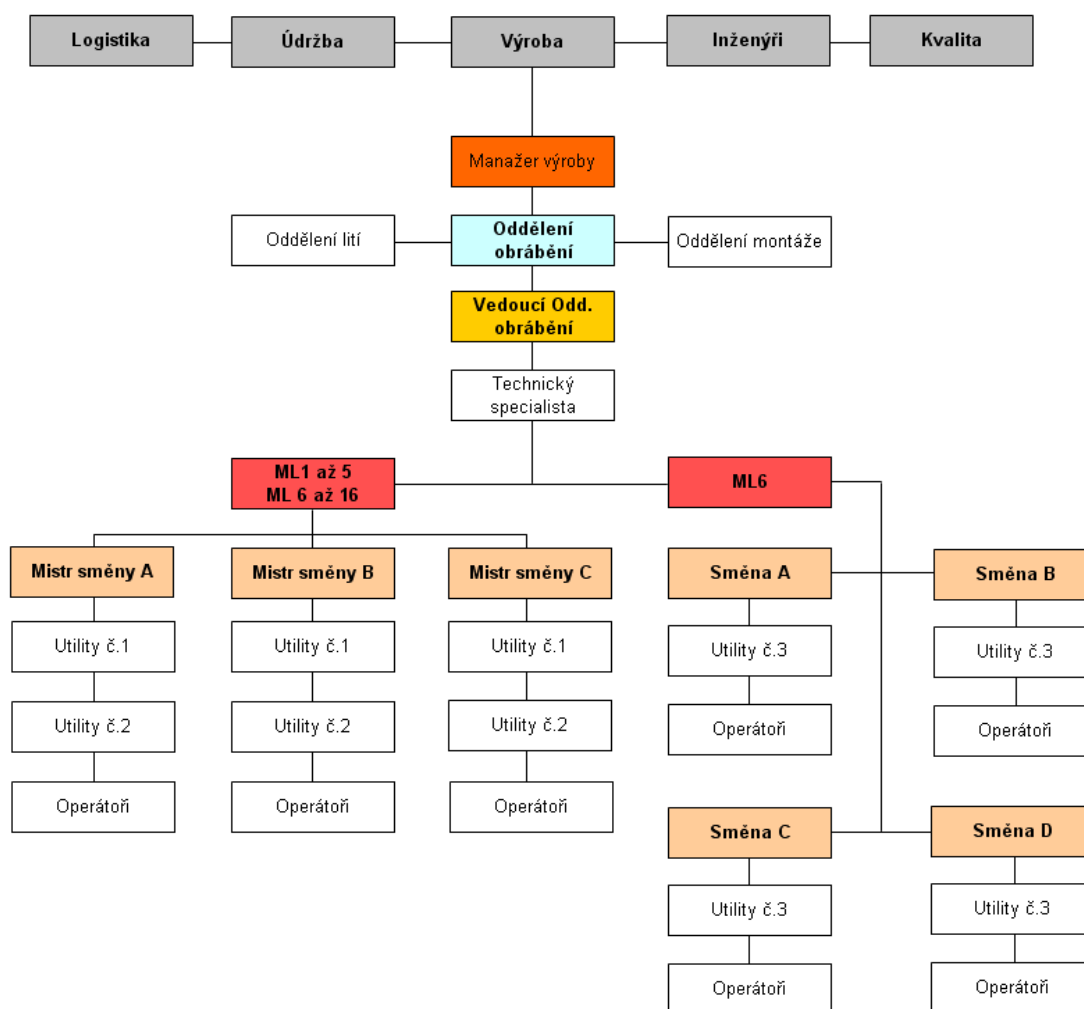 Logistika
Údržba
Výroba
Inženýři
Kvalita
Manažer výroby
Oddělení lití
Oddělení
obrábění
Oddělení montáže
Vedoucí Odd.
obrábění
Technický
specialista
ML1 až 5
ML 6 až 16
ML6
Mistr směny A
Mistr směny B
Mistr směny C
Směna A
Směna B
Utility č.1
Utility č.1
Utility č.1
Utility č.3
Utility č.3
Utility č.2
Utility č.2
Utility č.2
Operátoři
Operátoři
Operátoři
Operátoři
Operátoři
Směna C
Směna D
Utility č.3
Utility č.3
Operátoři
Operátoři